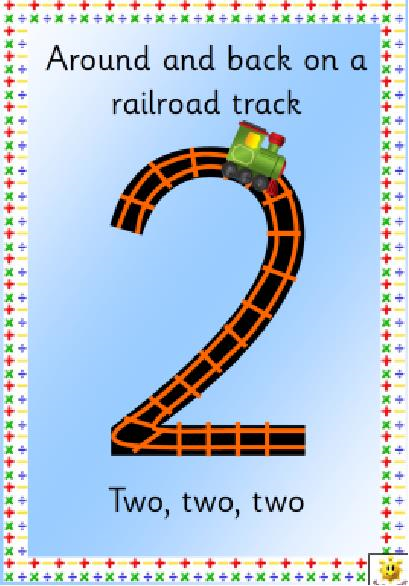 Around and back on a
railroad track
2
Two, two, two